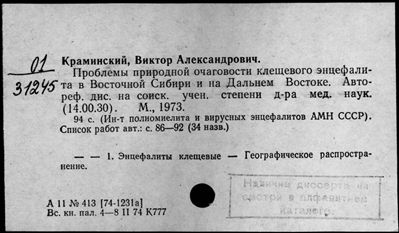 01
31245
Краминский, Виктор Александрович.
Проблемы природной очаговости клещевого энцефали-
та в Восточной Сибири и на Дальнем Востоке. Авто-
реф. дис. на соиск. учен. степени д-ра мед. наук.
(14.00.30). М., 1973.
94 с. (Ин-т полиомиелита и вирусных энцефалитов АМН СССР).
Список работ авт.: с. 86—92 (34 назв.)
— — 1. Энцефалиты клещевые — Географическое распростра-
нение.
А 11 № 413 [74-1231а]
Вс. кн. пал. 4—8 11 74 К777
Наличие диссерта на
смотри в алфавитном
каталоге.